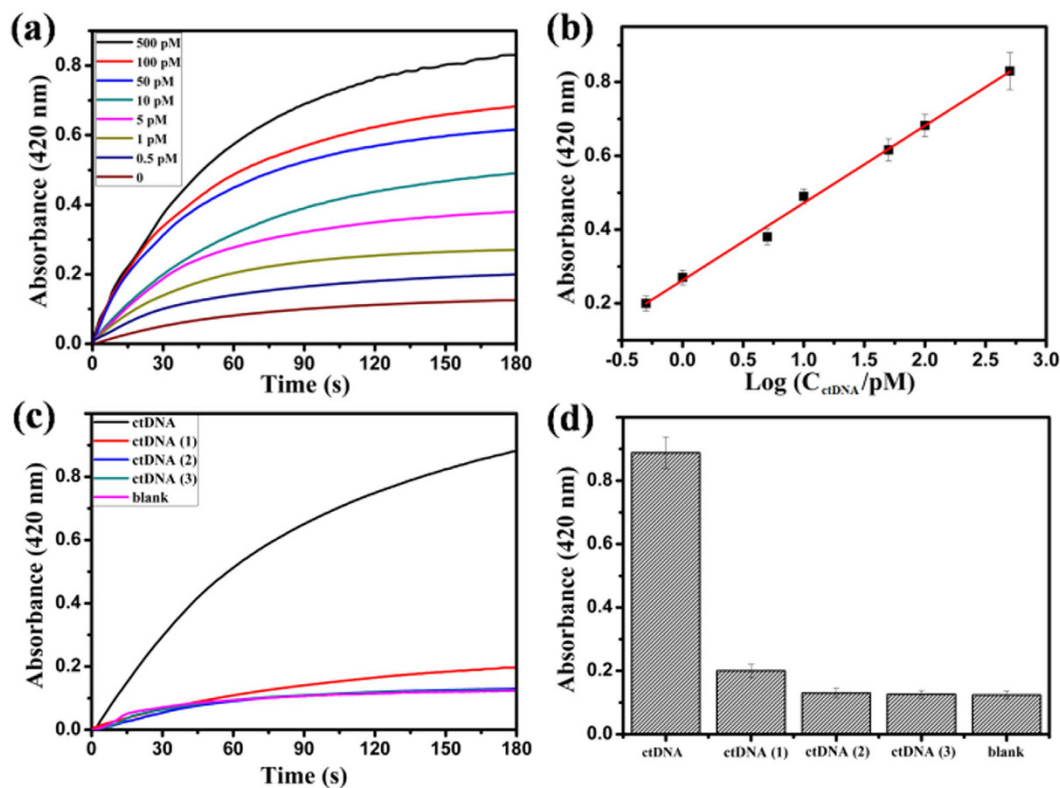 (a)
500 pM
100 pM
50 pM
10 pM
5 pM
1 pM
0.5 pM
0
0.8
0.6
0.4
0.2
0.0
Absorbance (420 nm)
0 30 60 90 120 150 180
Time (s)
(b)
0.8
0.6
0.4
0.2
Absorbance (420 nm)
-0.5 0.0 0.5 1.0 1.5 2.0 2.5 3.0
Log (CctDNA/pM)
(c)
ctDNA
ctDNA (1)
ctDNA (2)
ctDNA (3)
blank
0.8
0.6
0.4
0.2
0.0
Absorbance (420 nm)
0 30 60 90 120 150 180
Time (s)
(d)
0.8
0.6
0.4
0.2
0.0
Absorbance (420 nm)
ctDNA ctDNA (1) ctDNA (2) ctDNA (3) blank